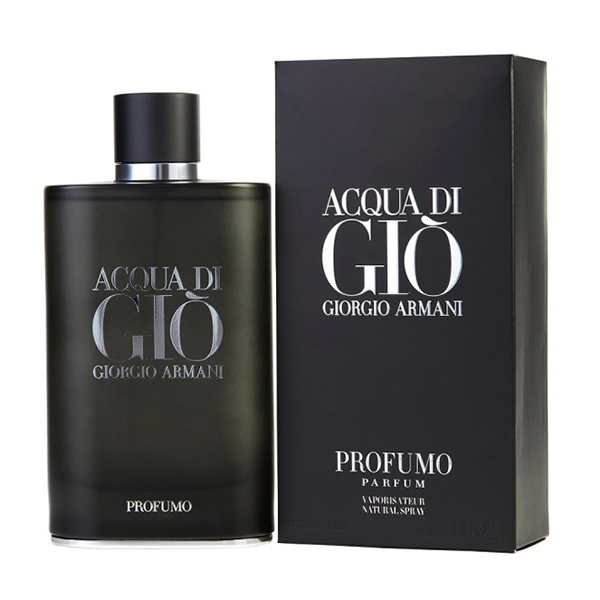 ACQUA DI
GIÒ
GIORGIO ARMANI
PROFUMO
ACQUA DI
GIÒ
GIORGIO ARMANI
PROFUMO
PARFUM
VAPORISATEUR
NATURAL SPRAY